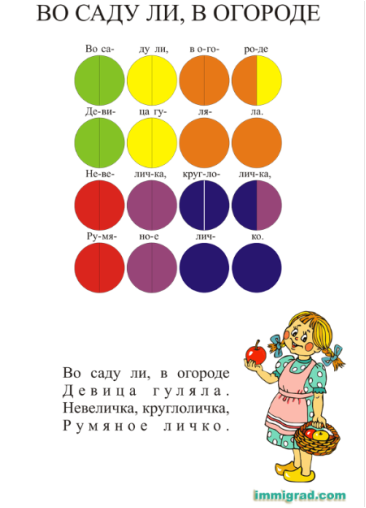 ВО САДУ ЛИ, В ОГОРОДЕ
Во са- ду ли, в о-го- ро-де
Де-ви- ца гу- ля- ла.
Не-ве- лич-ка, круг-ло- лич-ка,
Ру-мя- но-е лич- ко.
Во саду ли, в огороде
Девица гуляла.
Невеличка, круглоличка,
Румяное личко.
immigrad.com